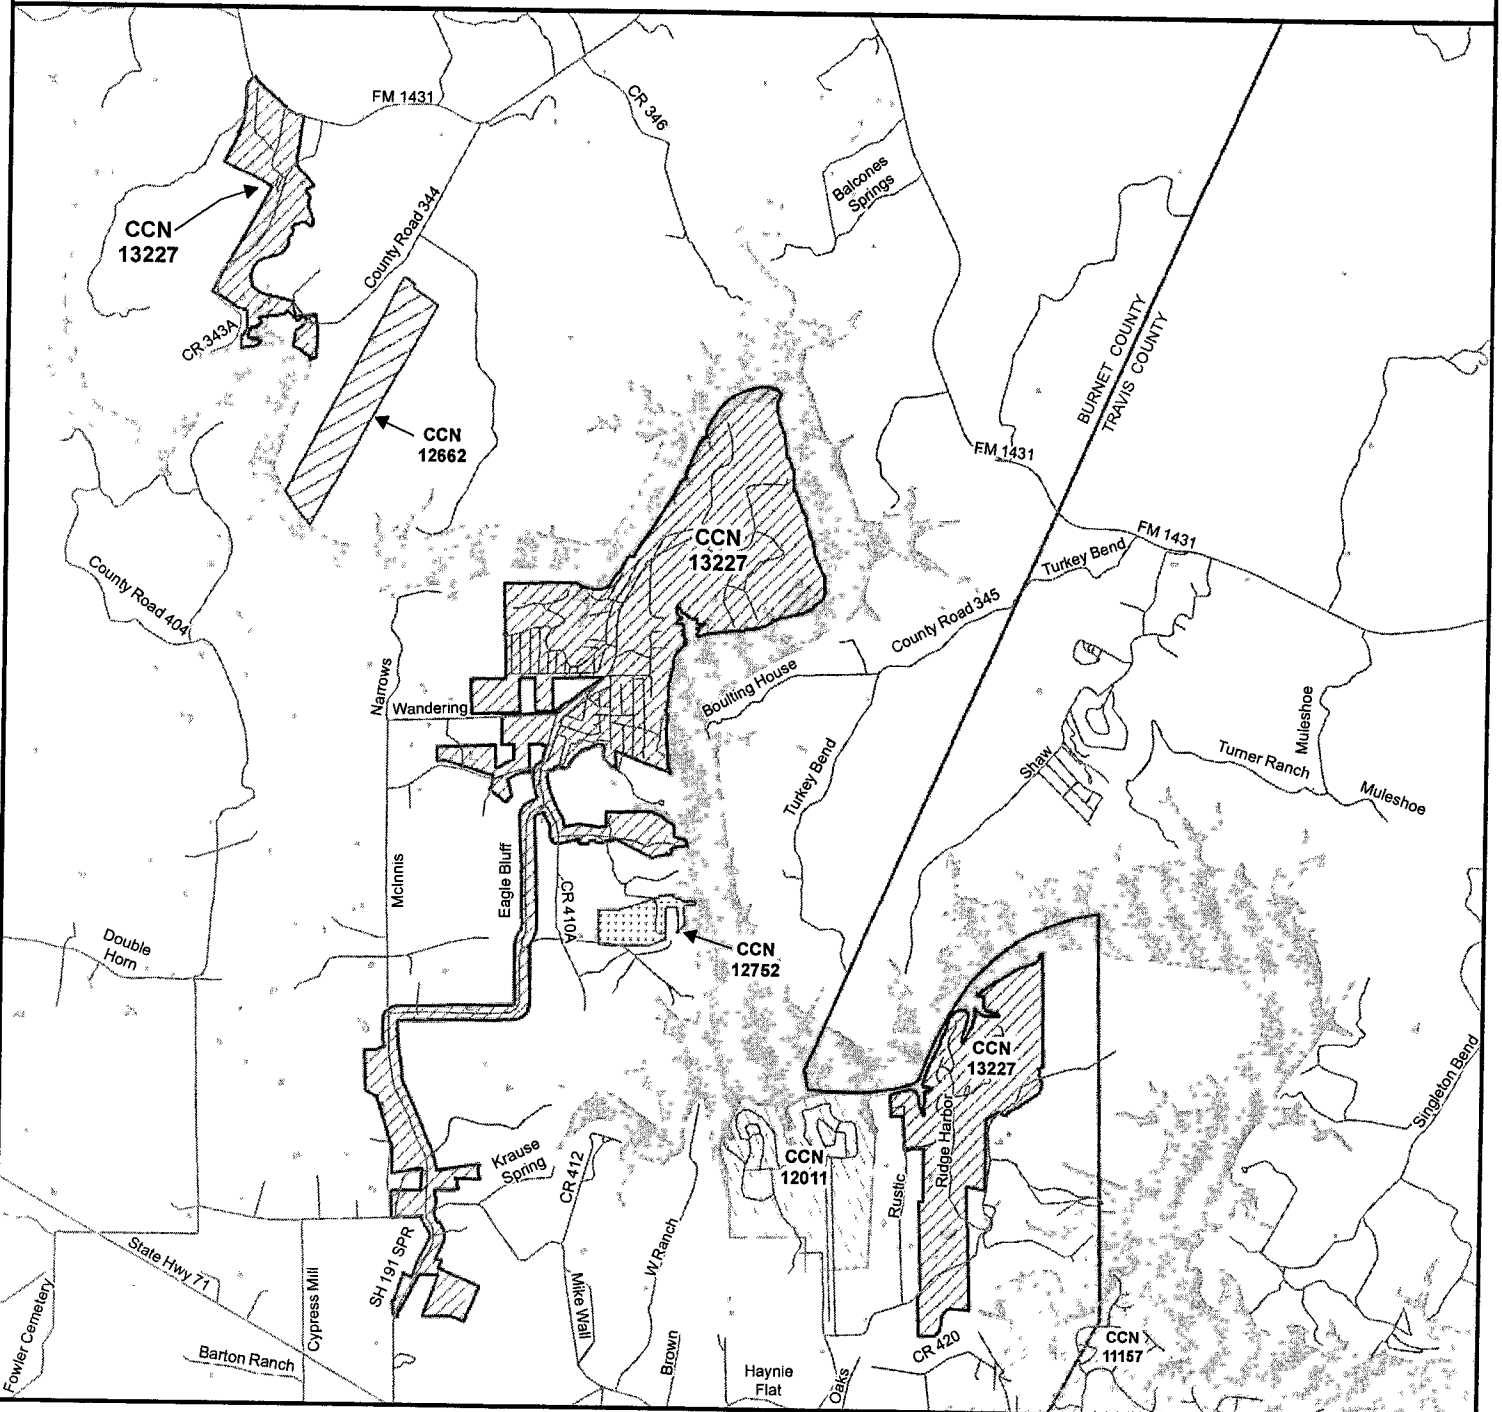 FM 1431
CR 346
Balcones
Springs
CCN
13227
County Road 344
CR 343A
BURNET COUNTY
TRAVIS COUNTY
CCN
12662
FM 1431
CCN
13227
FM 1431
Turkey Bend
County Road 404
County Road 345
Narrows
Wandering
Boulting House
Muleshoe
Turkey Bend
Shaw
Turner Ranch
Muleshoe
McInnis
Eagle Bluff
CR 410A
Double
Horn
CCN
12752
CCN
13227
Singleton Bend
Ridge Harbor
Krause
Spring
CR 412
CCN
12011
Rustic
State Hwy 71
SH 191 SPR
W Ranch
Fowler Cemetery
Cypress Mill
Mike Wall
Barton Ranch
Brown
Haynie
Flat
Oaks
CR 420
CCN
11157